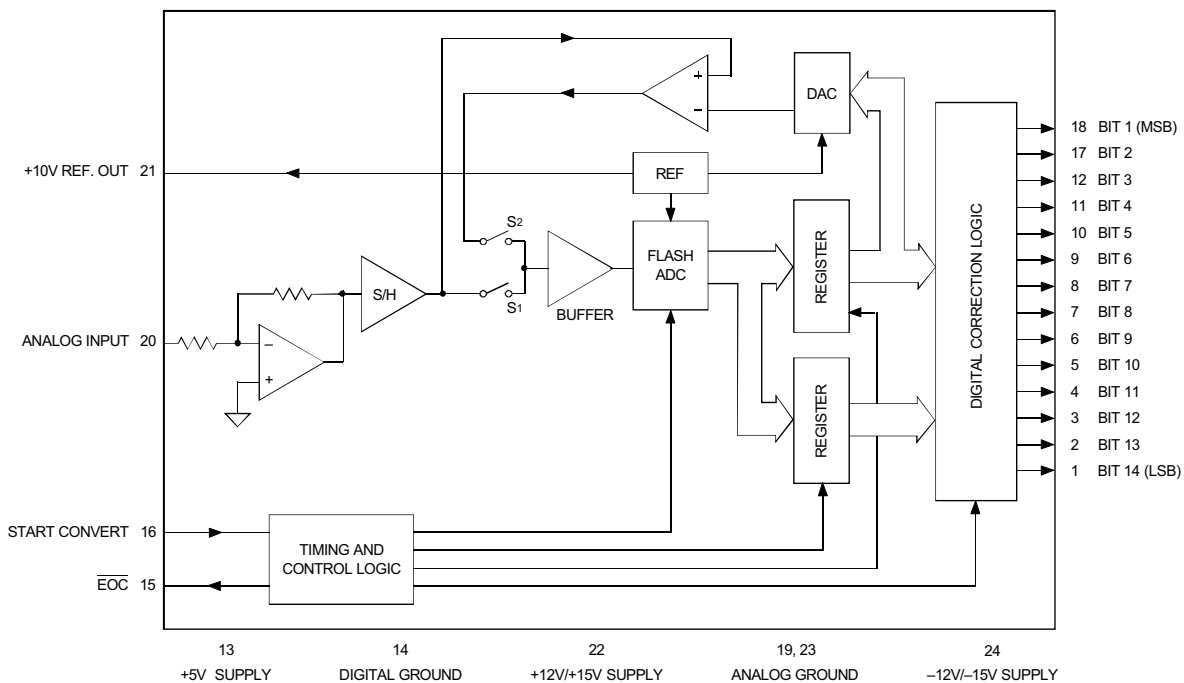 +
–
DAC
18 BIT 1 (MSB)
17 BIT 2
12 BIT 3
11 BIT 4
10 BIT 5
9 BIT 6
8 BIT 7
7 BIT 8
6 BIT 9
5 BIT 10
4 BIT 11
3 BIT 12
2 BIT 13
1 BIT 14 (LSB)
+10V REF. OUT 21
REF
S2
S1
BUFFER
FLASH
ADC
REGISTER
REGISTER
DIGITAL CORRECTION LOGIC
S/H
ANALOG INPUT 20
–
+
START CONVERT 16
EOC 15
TIMING AND
CONTROL LOGIC
13
+5V SUPPLY
14
DIGITAL GROUND
22
+12V/+15V SUPPLY
19, 23
ANALOG GROUND
24
–12V/–15V SUPPLY